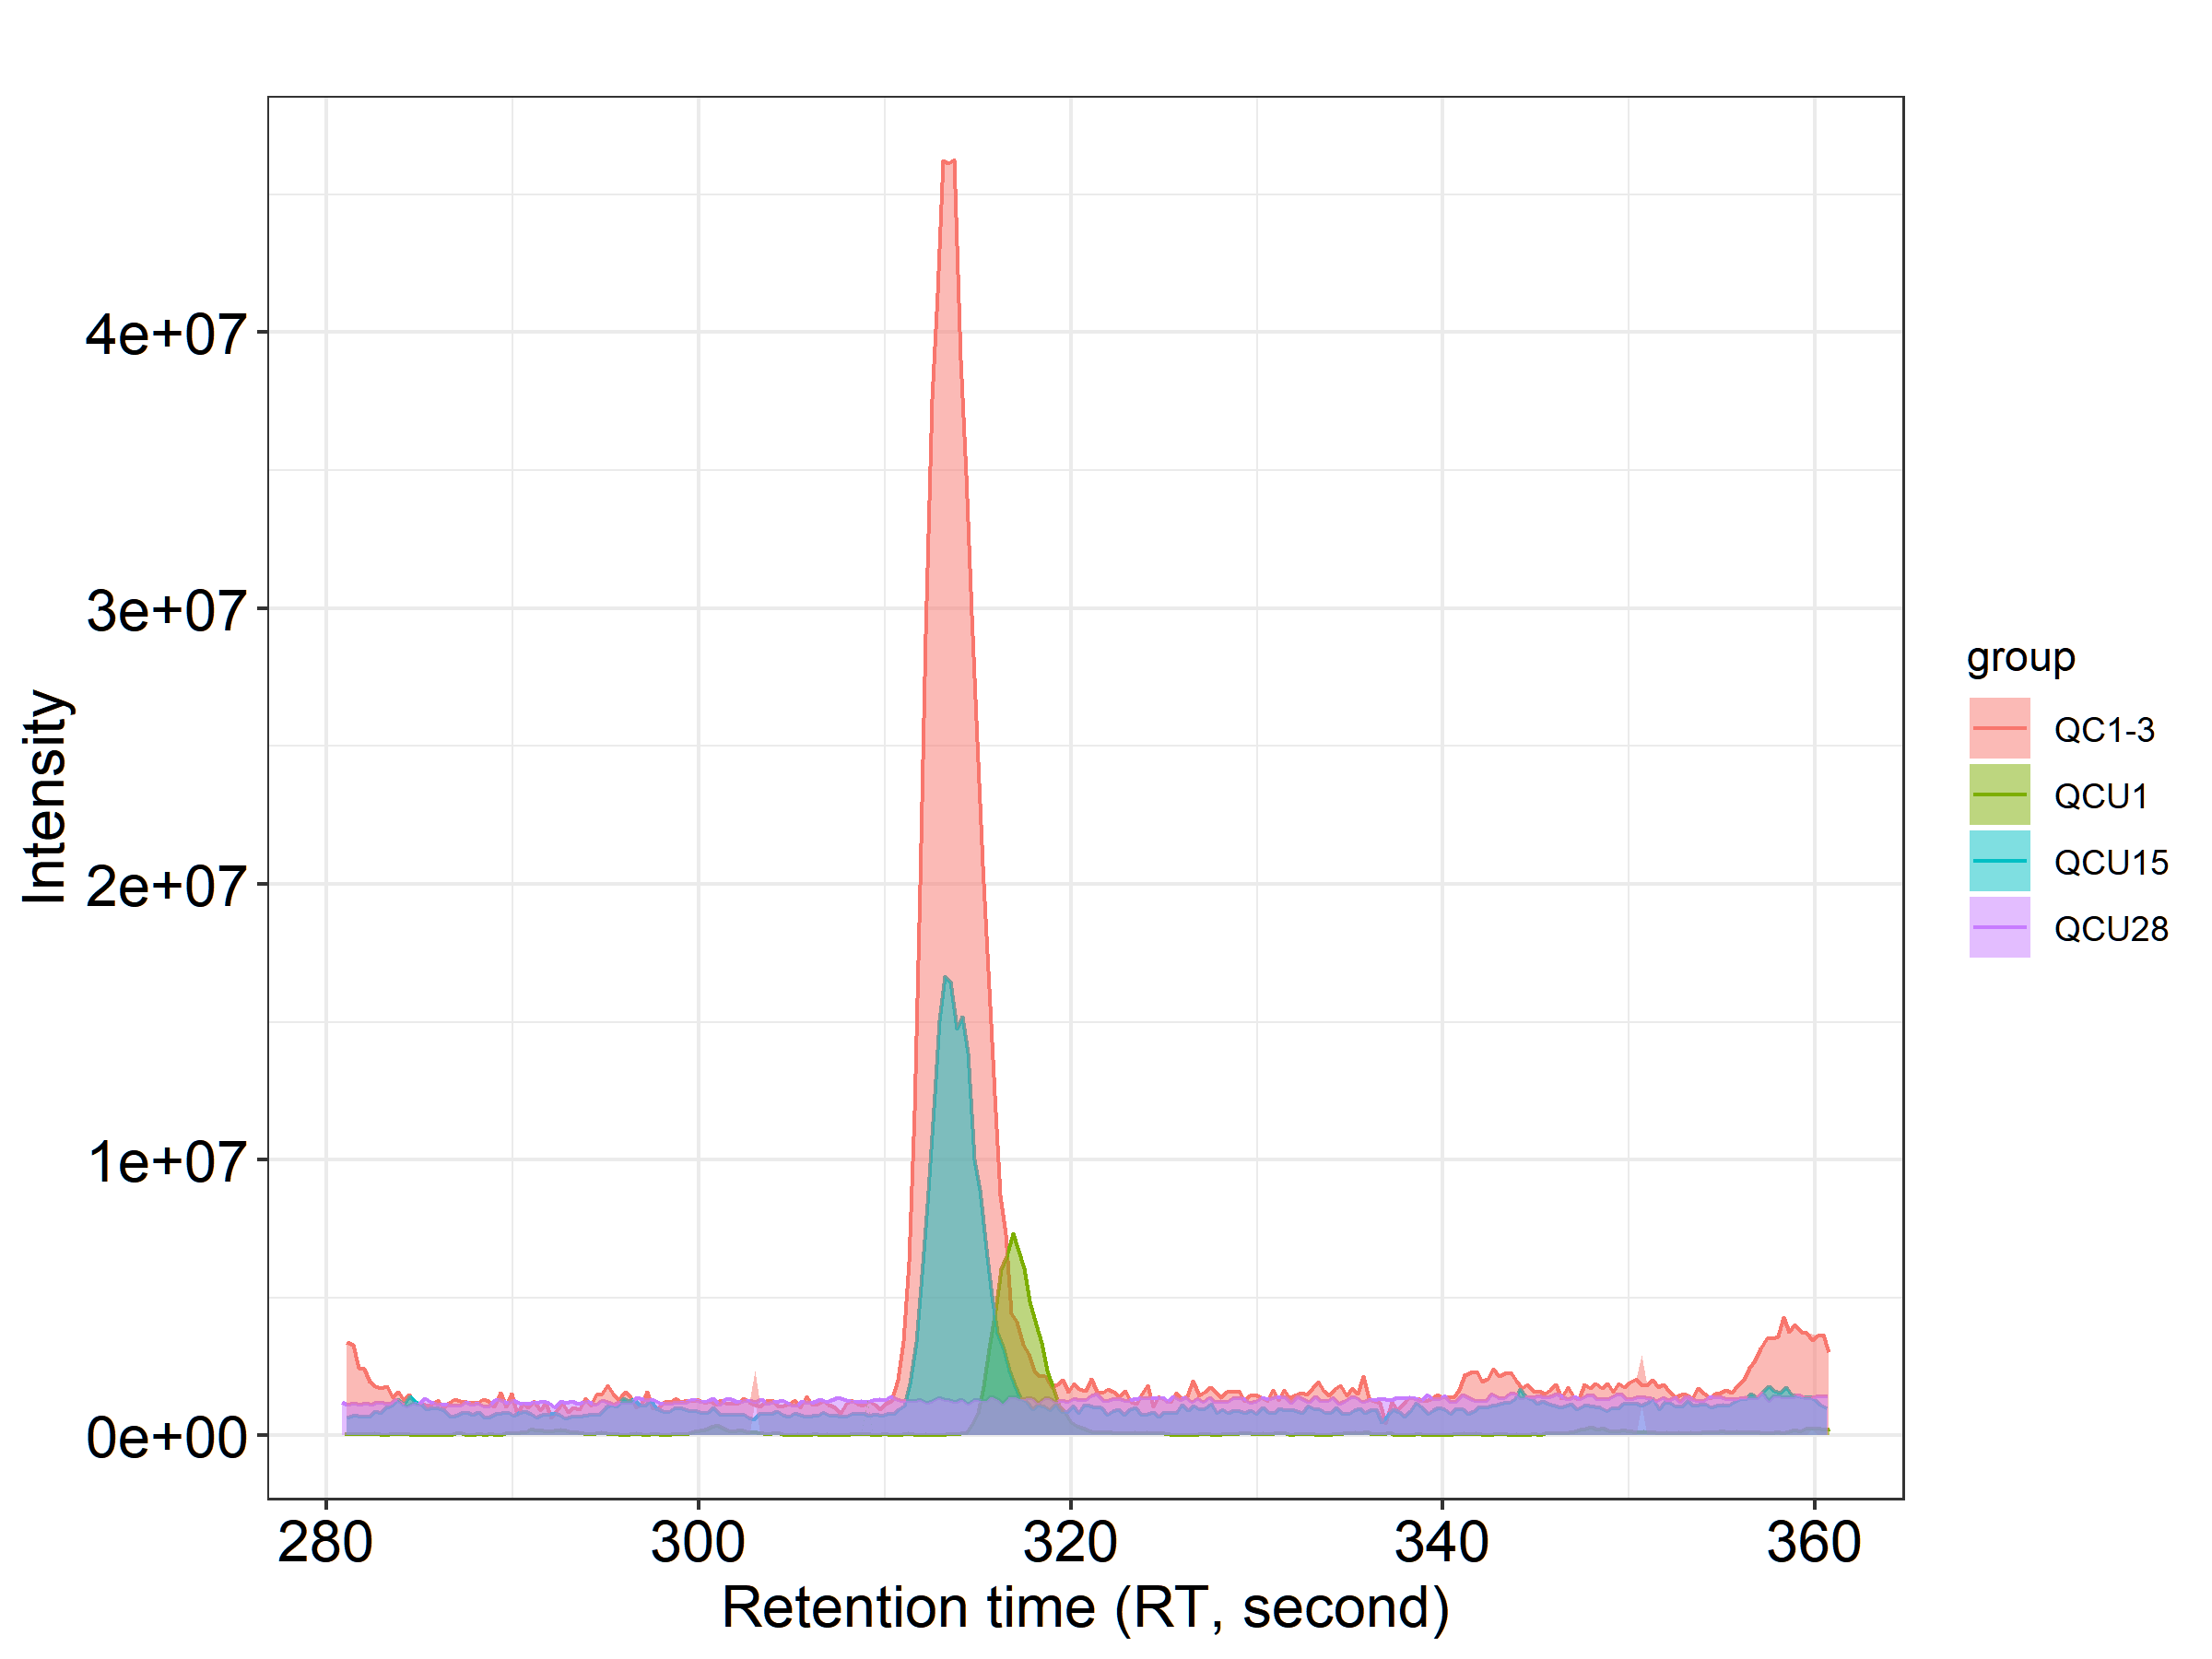 Intensity
4e+07
3e+07
2e+07
1e+07
0e+00
280 300 320 340 360
Retention time (RT, second)
group
QC1-3
QCU1
QCU15
QCU28